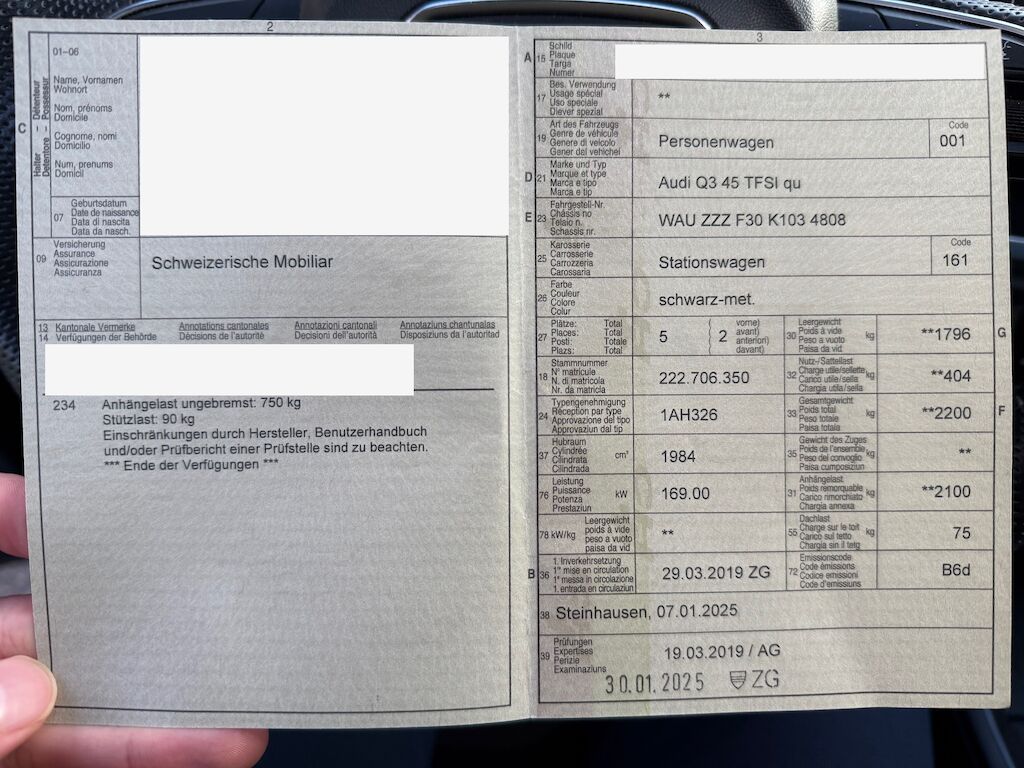 2
01–06
Name, Vornamen
Wohnort
Nom, prénoms
Domicile
Cognome, nomi
Domicilio
Num, prenums
Domicil
C
Halter – Détenteur
Detentore – Possessur
07
Geburtsdatum
Date de naissance
Data di nascita
Data da nasch.
09
Versicherung
Assurance
Assicurazione
Assicuranza
Schweizerische Mobiliar
13 Kantonale Vermerke Annotations cantonales Annotazioni cantonali Annotaziuns chantunalas
14 Verfügungen der Behörde Décisions de l'autorité Decisioni dell'autorità Disposiziuns da l'autoritad
234 Anhängelast ungebremst: 750 kg
Stützlast: 90 kg
Einschränkungen durch Hersteller, Benutzerhandbuch
und/oder Prüfbericht einer Prüfstelle sind zu beachten.
*** Ende der Verfügungen ***
3
A 15
Schild
Plaque
Targa
Numer
17
Bes. Verwendung
Usage spécial
Uso speciale
Diever spezial
**
19
Art des Fahrzeugs
Genre de véhicule
Genere di veicolo
Gener dal vehichel
Personenwagen
Code
001
D 21
Marke und Typ
Marque et type
Marca e tipo
Marca e tip
Audi Q3 45 TFSI qu
E 23
Fahrgestell-Nr.
Châssis no
Telaio n.
Schassis nr.
WAU ZZZ F30 K103 4808
25
Karosserie
Carrosserie
Carrozzeria
Carossaria
Stationswagen
Code
161
26
Farbe
Couleur
Colore
Colur
schwarz-met.
27
Plätze: Total
Places: Total
Posti: Totale
Plazs: Total
5
2
vorne)
avant)
anteriori)
davant)
30
Leergewicht
Poids à vide
Peso a vuoto
Paisa da vid
kg
**1796
G
18
Stammnummer
N° matricule
N. di matricola
Nr. da matricla
222.706.350
32
Nutz-/Sattellast
Charge utile/sellette
Carico utile/sella
Chargia utila/sella
kg
**404
24
Typengenehmigung
Réception par type
Approvazione del tipo
Approvaziun dal tip
1AH326
33
Gesamtgewicht
Poids total
Peso totale
Paisa totala
kg
**2200
F
37
Hubraum
Cylindrée
Cilindrata
Cilindrada
cm³
1984
35
Gewicht des Zuges
Poids de l'ensemble
Peso del convoglio
Paisa cumposiziun
kg
**
76
Leistung
Puissance
Potenza
Prestaziun
kW
169.00
31
Anhängelast
Poids remorquable
Carico rimorchiato
Chargia annexa
kg
**2100
78 kW/kg
Leergewicht
poids à vide
peso a vuoto
paisa da vid
**
55
Dachlast
Charge sur le toit
Carico sul tetto
Chargia sin il tetg
kg
75
B 36
1. Inverkehrsetzung
1re mise en circulation
1a messa in circolazione
1. entrada en circulaziun
29.03.2019 ZG
72
Emissionscode
Code émissions
Codice emissioni
Code d'emissiuns
B6d
38 Steinhausen, 07.01.2025
39
Prüfungen
Expertises
Perizie
Examinaziuns
19.03.2019 / AG
30.01.2025 ZG